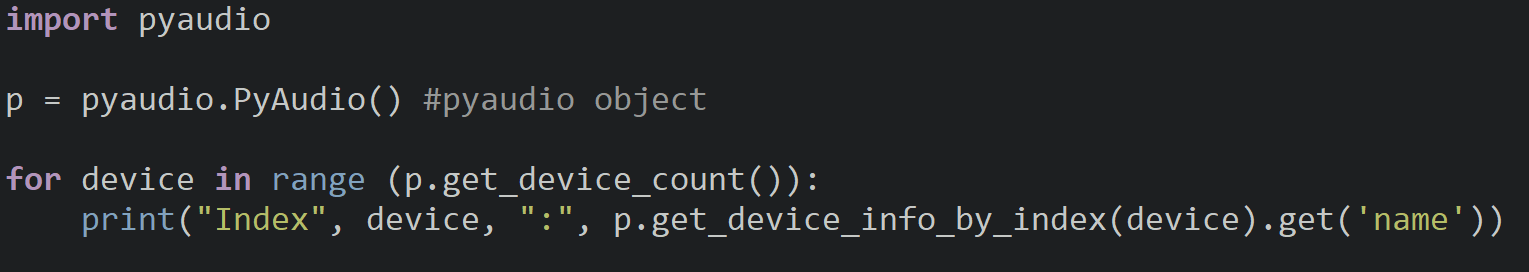 import pyaudio
p = pyaudio.PyAudio() #pyaudio object
for device in range (p.get_device_count()):
    print("Index", device, ":", p.get_device_info_by_index(device).get('name'))